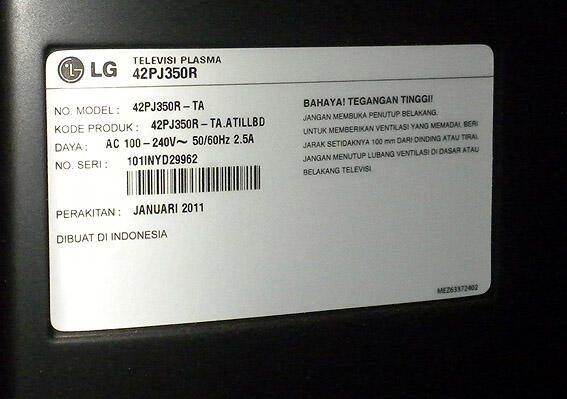 LG TELEVISI PLASMA
42PJ350R
NO. MODEL : 42PJ350R-TA
KODE PRODUK : 42PJ350R-TA.ATILLBD
DAYA : AC 100-240V~ 50/60Hz 2.5A
NO. SERI : 101INYD29962
PERAKITAN : JANUARI 2011
DIBUAT DI INDONESIA
BAHAYA! TEGANGAN TINGGI!
JANGAN MEMBUKA PENUTUP BELAKANG.
UNTUK MEMBERIKAN VENTILASI YANG MEMADAI, BERI
JARAK SETIDAKNYA 100 mm DARI DINDING ATAU TIRAI.
JANGAN MENUTUP LUBANG VENTILASI DI DASAR ATAU
BELAKANG TELEVISI.
MEZ63372402